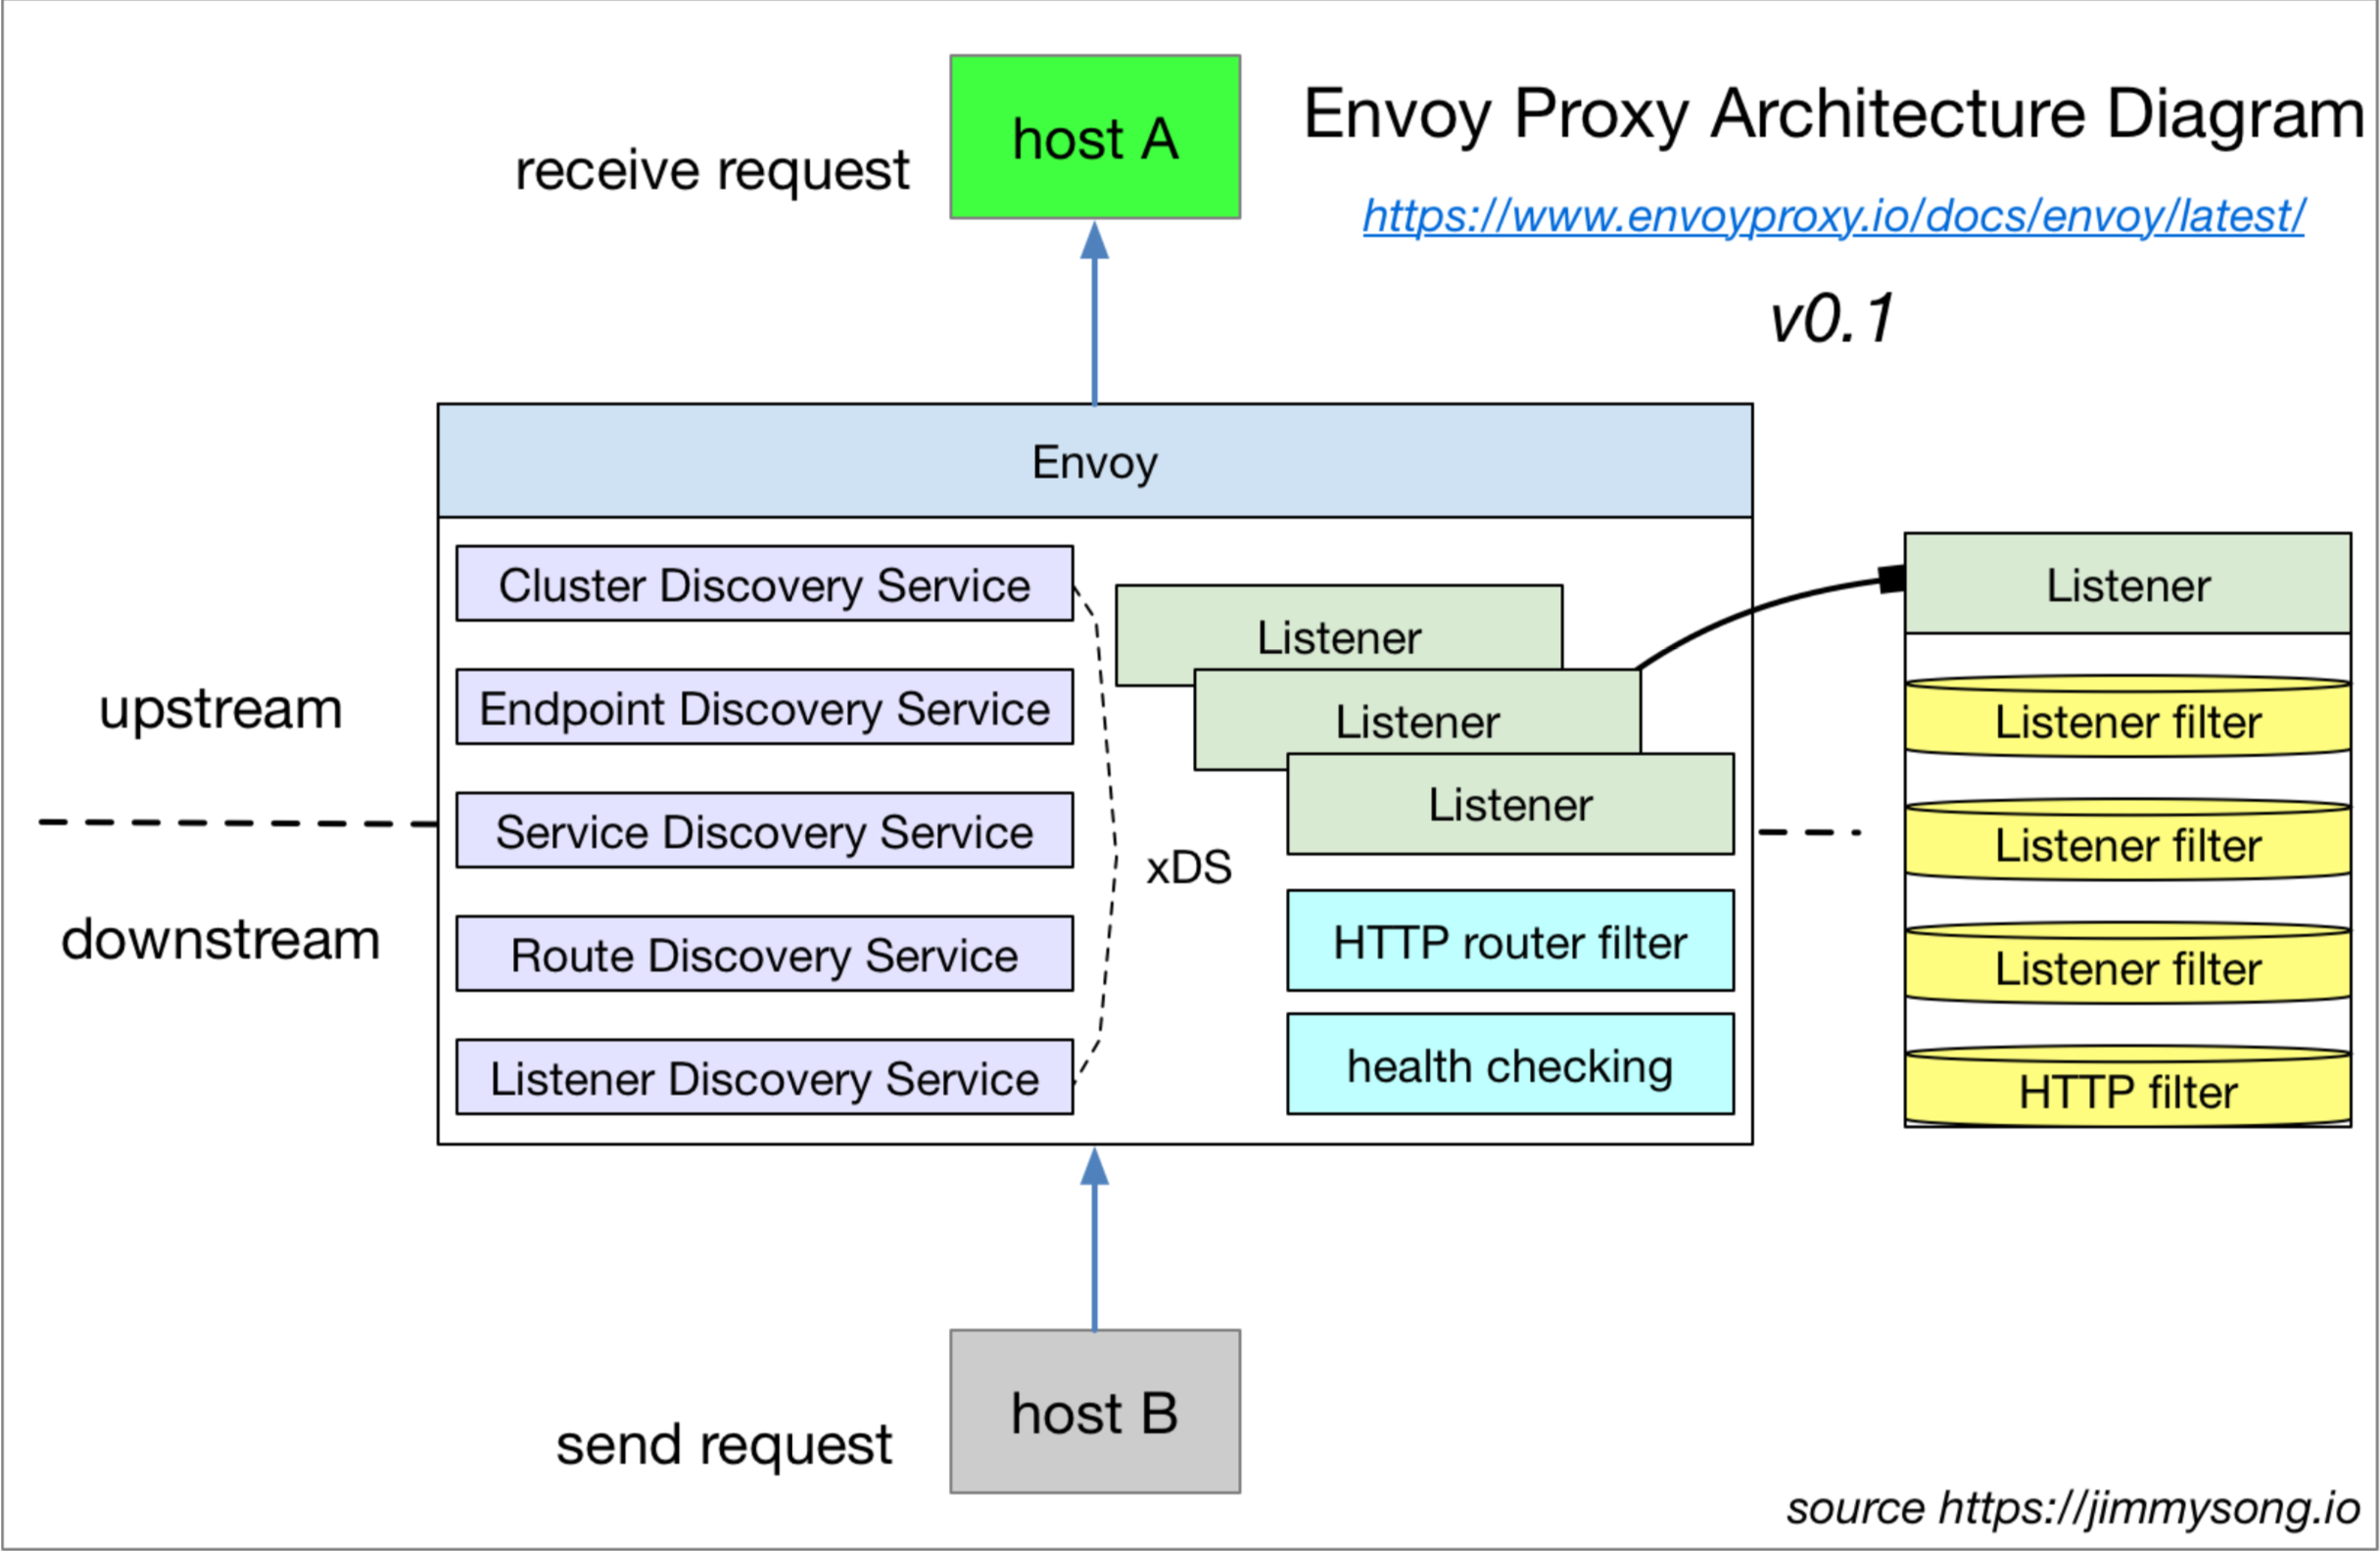 host A
receive request
Envoy Proxy Architecture Diagram
https://www.envoyproxy.io/docs/envoy/latest/
v0.1
Envoy
Cluster Discovery Service
Endpoint Discovery Service
Service Discovery Service
Route Discovery Service
Listener Discovery Service
xDS
Listener
Listener
Listener
HTTP router filter
health checking
upstream
downstream
Listener
Listener filter
Listener filter
Listener filter
HTTP filter
host B
send request
source https://jimmysong.io